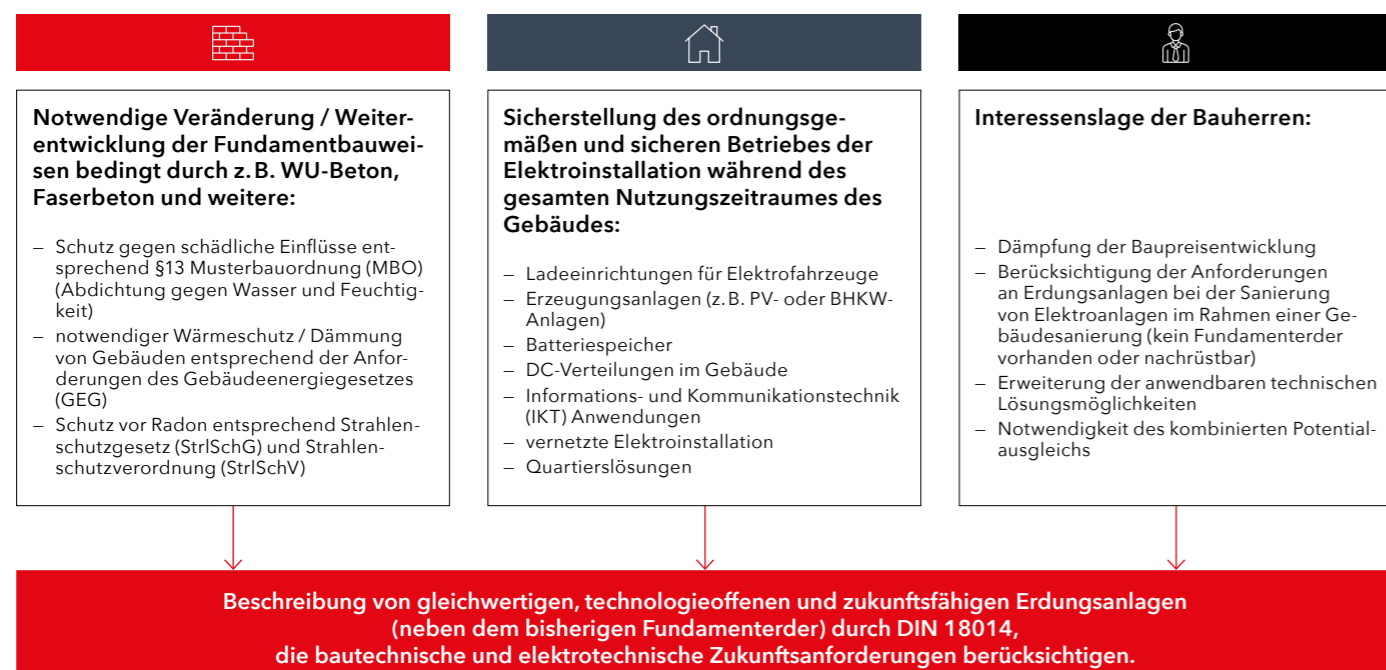 Notwendige Veränderung / Weiter-
entwicklung der Fundamentbauwei-
sen bedingt durch z. B. WU-Beton,
Faserbeton und weitere:
– Schutz gegen schädliche Einflüsse ent-
sprechend §13 Musterbauordnung (MBO)
(Abdichtung gegen Wasser und Feuchtig-
keit)
– notwendiger Wärmeschutz / Dämmung
von Gebäuden entsprechend der Anfor-
derungen des Gebäudeenergiegesetzes
(GEG)
– Schutz vor Radon entsprechend Strahlen-
schutzgesetz (StrlSchG) und Strahlen-
schutzverordnung (StrlSchV)
Sicherstellung des ordnungsge-
mäßen und sicheren Betriebes der
Elektroinstallation während des
gesamten Nutzungszeitraumes des
Gebäudes:
– Ladeeinrichtungen für Elektrofahrzeuge
– Erzeugungsanlagen (z. B. PV- oder BHKW-
Anlagen)
– Batteriespeicher
– DC-Verteilungen im Gebäude
– Informations- und Kommunikationstechnik
(IKT) Anwendungen
– vernetzte Elektroinstallation
– Quartierslösungen
Interessenslage der Bauherren:
– Dämpfung der Baupreisentwicklung
– Berücksichtigung der Anforderungen
an Erdungsanlagen bei der Sanierung
von Elektroanlagen im Rahmen einer Ge-
bäudesanierung (kein Fundamenterder
vorhanden oder nachrüstbar)
– Erweiterung der anwendbaren technischen
Lösungsmöglichkeiten
– Notwendigkeit des kombinierten Potential-
ausgleichs
Beschreibung von gleichwertigen, technologieoffenen und zukunftsfähigen Erdungsanlagen
(neben dem bisherigen Fundamenterder) durch DIN 18014,
die bautechnische und elektrotechnische Zukunftsanforderungen berücksichtigen.